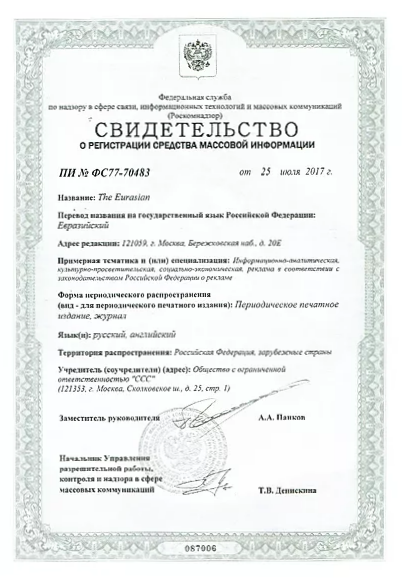 Федеральная служба
по надзору в сфере связи, информационных технологий и массовых коммуникаций
(Роскомнадзор)
СВИДЕТЕЛЬСТВО
О РЕГИСТРАЦИИ СРЕДСТВА МАССОВОЙ ИНФОРМАЦИИ
ПИ № ФС77-70483 от 25 июля 2017 г.
Название: The Eurasian
Перевод названия на государственный язык Российской Федерации:
Евразийский
Адрес редакции: 121059, г. Москва, Бережковская наб., д. 20Е
Примерная тематика и (или) специализация: Информационно-аналитическая,
культурно-просветительская, социально-экономическая, реклама в соответствии с
законодательством Российской Федерации о рекламе
Форма периодического распространения
(вид - для периодического печатного издания): Периодическое печатное
издание, журнал
Язык(и): русский, английский
Территория распространения: Российская Федерация, зарубежные страны
Учредитель (соучредители) (адрес): Общество с ограниченной
ответственностью "ССС"
(121353, г. Москва, Сколковское ш., д. 25, стр. 1)
Заместитель руководителя А.А. Панков
Начальник Управления
разрешительной работы,
контроля и надзора в сфере
массовых коммуникаций Т.В. Денискина
087006